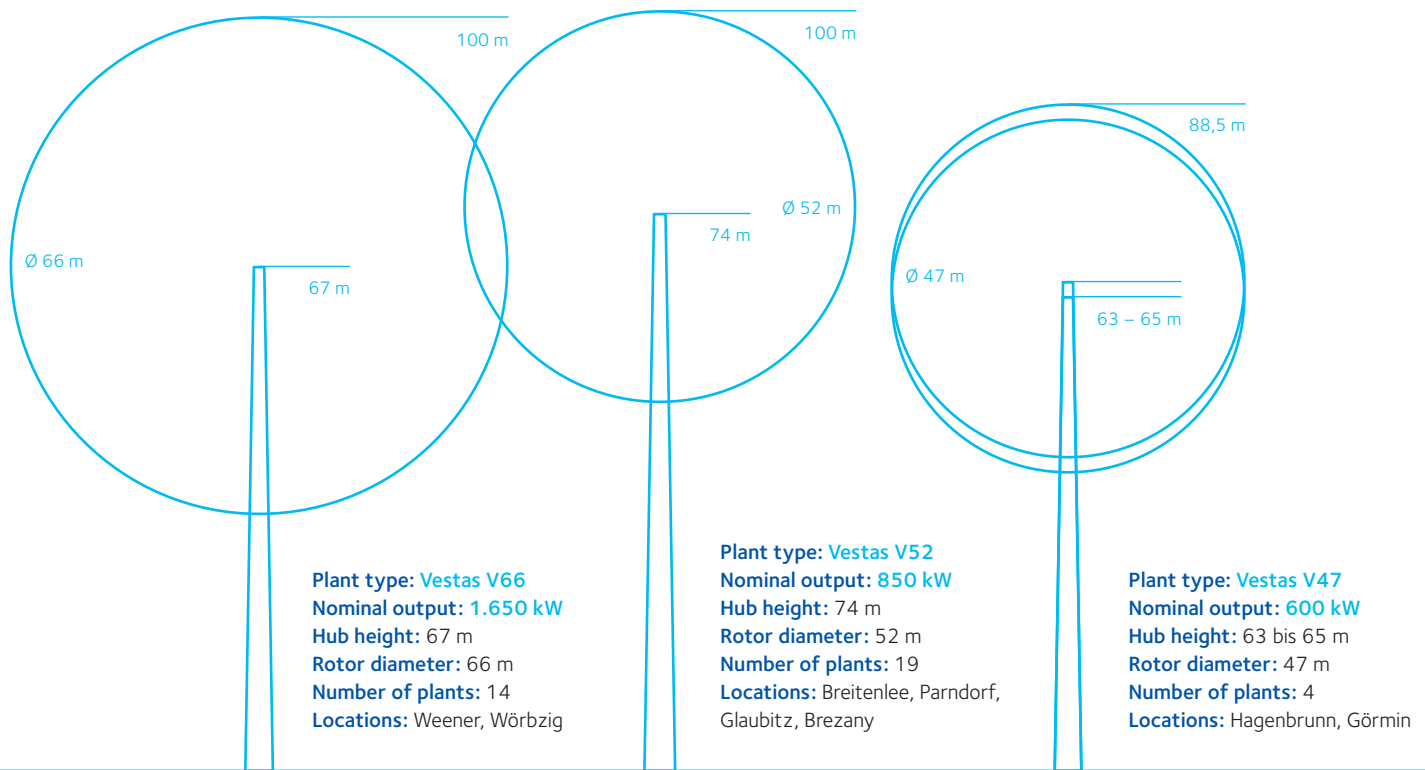 100 m
Ø 66 m
67 m
Plant type: Vestas V66
Nominal output: 1.650 kW
Hub height: 67 m
Rotor diameter: 66 m
Number of plants: 14
Locations: Weener, Wörbzig
100 m
Ø 52 m
74 m
Plant type: Vestas V52
Nominal output: 850 kW
Hub height: 74 m
Rotor diameter: 52 m
Number of plants: 19
Locations: Breitenlee, Parndorf,
Glaubitz, Brezany
88,5 m
Ø 47 m
63 – 65 m
Plant type: Vestas V47
Nominal output: 600 kW
Hub height: 63 bis 65 m
Rotor diameter: 47 m
Number of plants: 4
Locations: Hagenbrunn, Görmin